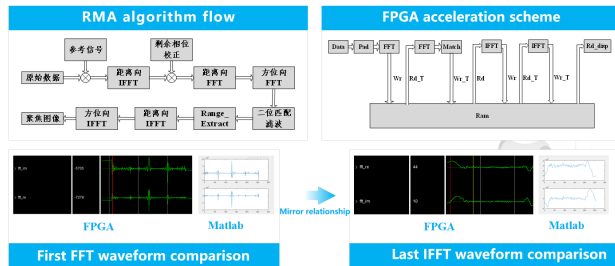 RMA algorithm flow
参考信号
剩余相位
校正
原始数据
距离向
IFFT
距离向
FFT
方位向
FFT
聚焦图像
方位向
IFFT
距离向
IFFT
Range_
Extract
二位匹配
滤波
FPGA acceleration scheme
Data
Pad
FFT
FFT
Match
IFFT
IFFT
Rd_dmp
Wr
Rd_T
Wr_T
Rd
Wr
Rd_T
Wr_T
Ram
FPGA
Matlab
First FFT waveform comparison
Mirror relationship
44
FPGA
Matlab
Last IFFT waveform comparison